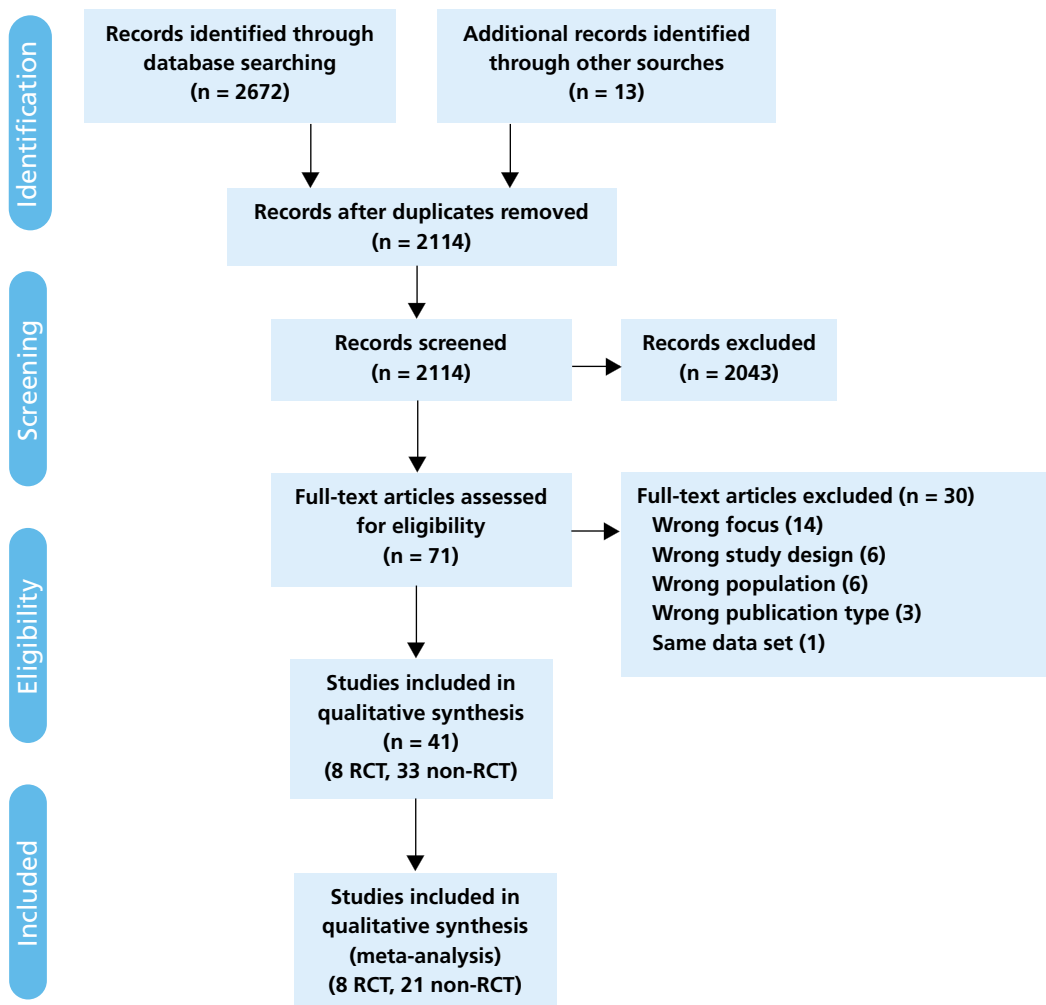 Identification
Records identified through
database searching
(n = 2672)
Additional records identified
through other sourches
(n = 13)
Records after duplicates removed
(n = 2114)
Screening
Records screened
(n = 2114)
Records excluded
(n = 2043)
Eligibility
Full-text articles assessed
for eligibility
(n = 71)
Full-text articles excluded (n = 30)
Wrong focus (14)
Wrong study design (6)
Wrong population (6)
Wrong publication type (3)
Same data set (1)
Studies included in
qualitative synthesis
(n = 41)
(8 RCT, 33 non-RCT)
Included
Studies included in
qualitative synthesis
(meta-analysis)
(8 RCT, 21 non-RCT)